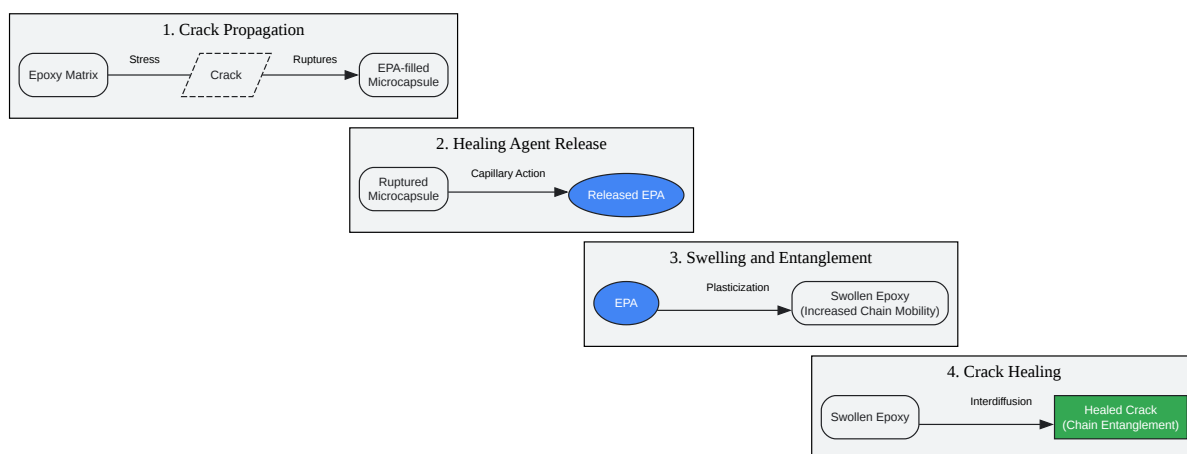 1. Crack Propagation
Epoxy Matrix
Stress
Crack
Ruptures
EPA-filled
Microcapsule
2. Healing Agent Release
Ruptured
Microcapsule
Capillary Action
Released EPA
3. Swelling and Entanglement
EPA
Plasticization
Swollen Epoxy
(Increased Chain Mobility)
4. Crack Healing
Swollen Epoxy
Interdiffusion
Healed Crack
(Chain Entanglement)